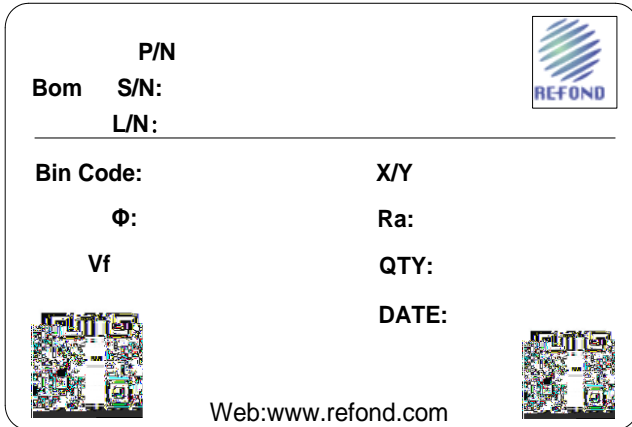 P/N
REFOND
Bom S/N:
L/N:
Bin Code: X/Y
Φ: Ra:
Vf QTY:
DATE:
Web:www.refond.com